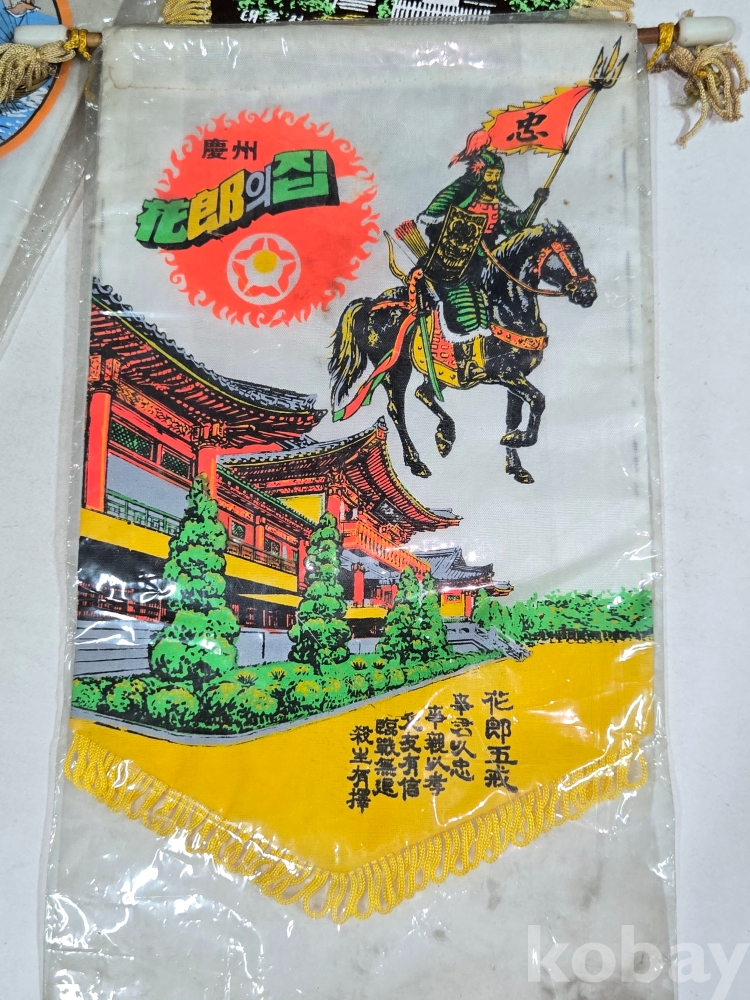 慶州
花郎의집
忠
花郎五戒
事君以忠
事親以孝
交友有信
臨戰無退
殺生有擇
kobay